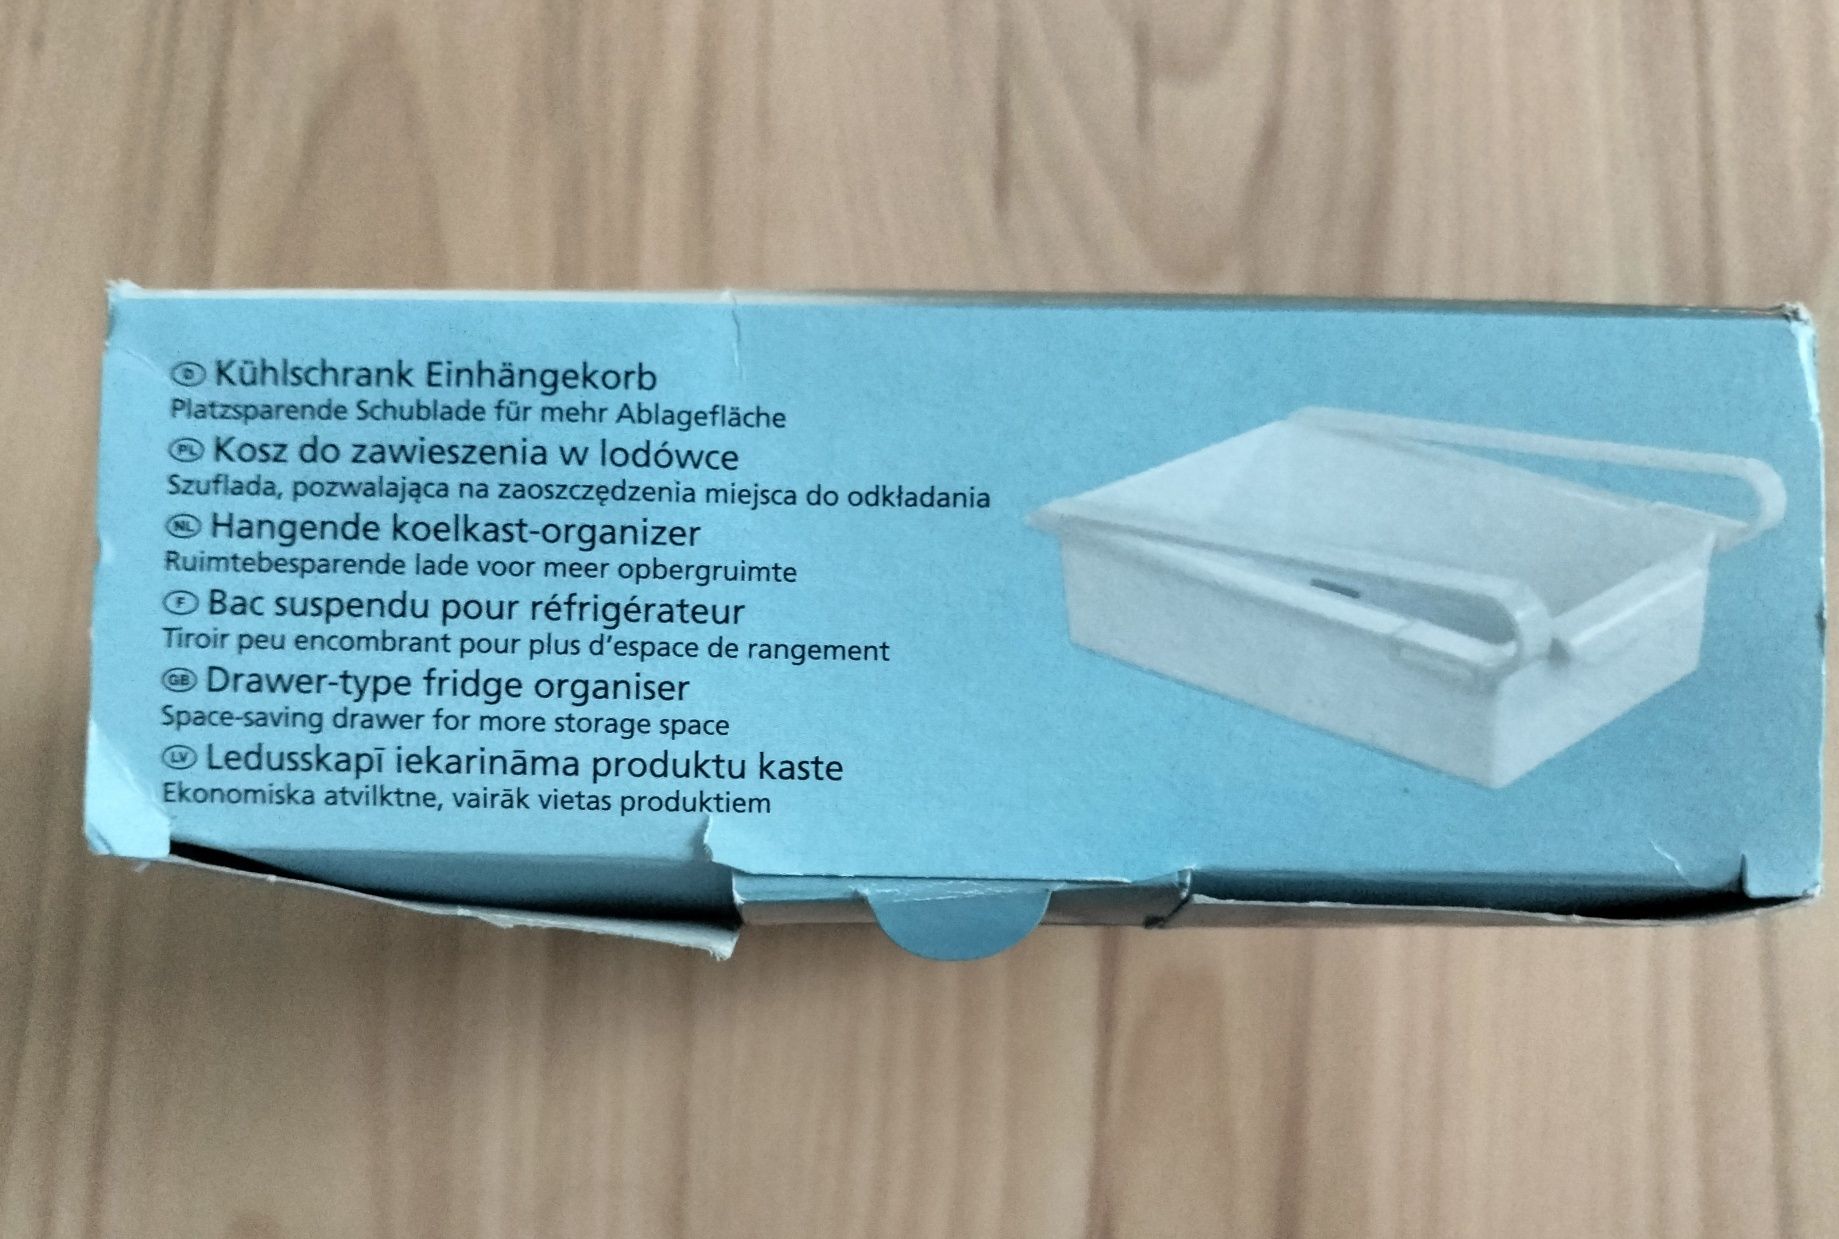 D Kühlschrank Einhängekorb
Platzsparende Schublade für mehr Ablagefläche
PL Kosz do zawieszenia w lodówce
Szuflada, pozwalająca na zaoszczędzenia miejsca do odkładania
NL Hangende koelkast-organizer
Ruimtebesparende lade voor meer opbergruimte
F Bac suspendu pour réfrigérateur
Tiroir peu encombrant pour plus d'espace de rangement
GB Drawer-type fridge organiser
Space-saving drawer for more storage space
LV Ledusskapī iekarināma produktu kaste
Ekonomiska atvilktne, vairāk vietas produktiem